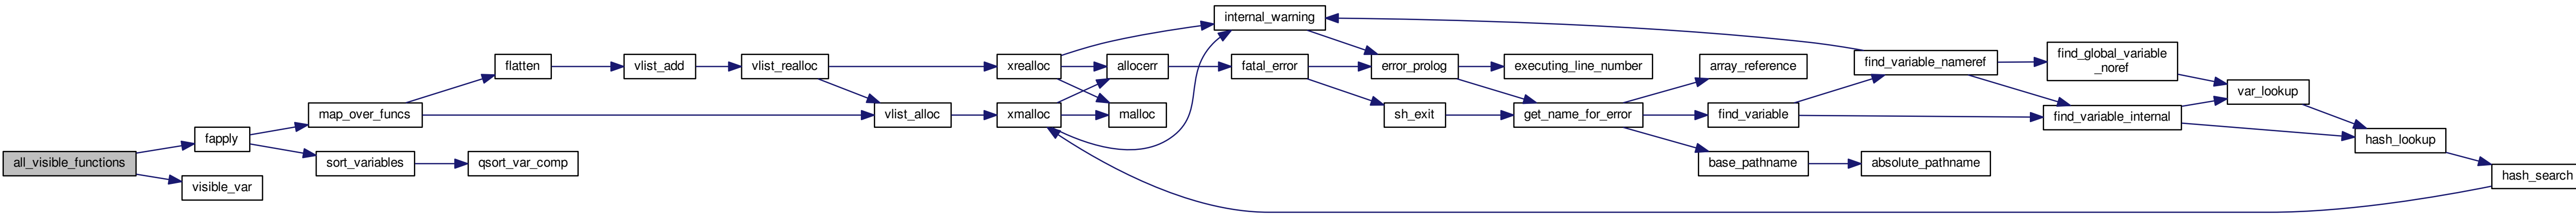 all_visible_functions
fapply
visible_var
map_over_funcs
sort_variables
flatten
qsort_var_comp
vlist_add
vlist_realloc
vlist_alloc
xrealloc
xmalloc
allocerr
malloc
internal_warning
fatal_error
error_prolog
sh_exit
executing_line_number
get_name_for_error
array_reference
find_variable
base_pathname
find_variable_nameref
absolute_pathname
find_global_variable
_noref
find_variable_internal
var_lookup
hash_lookup
hash_search